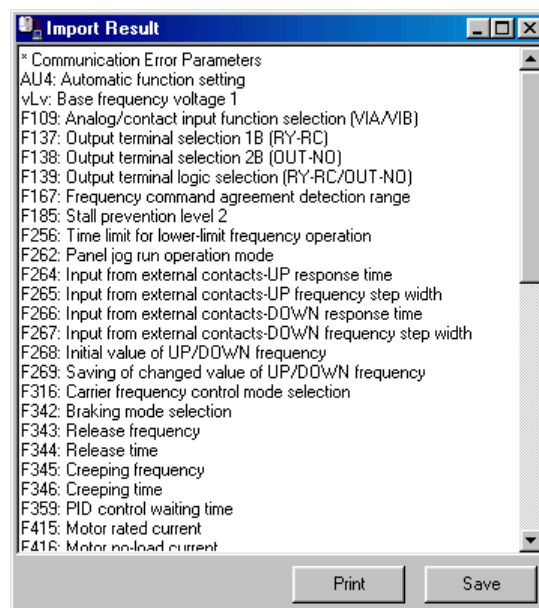 Import Result
* Communication Error Parameters
AU4: Automatic function setting
vLv: Base frequency voltage 1
F109: Analog/contact input function selection (VIA/VIB)
F137: Output terminal selection 1B (RY-RC)
F138: Output terminal selection 2B (OUT-NO)
F139: Output terminal logic selection (RY-RC/OUT-NO)
F167: Frequency command agreement detection range
F185: Stall prevention level 2
F256: Time limit for lower-limit frequency operation
F262: Panel jog run operation mode
F264: Input from external contacts-UP response time
F265: Input from external contacts-UP frequency step width
F266: Input from external contacts-DOWN response time
F267: Input from external contacts-DOWN frequency step width
F268: Initial value of UP/DOWN frequency
F269: Saving of changed value of UP/DOWN frequency
F316: Carrier frequency control mode selection
F342: Braking mode selection
F343: Release frequency
F344: Release time
F345: Creeping frequency
F346: Creeping time
F359: PID control waiting time
F415: Motor rated current
F416: Motor no-load current
Print
Save